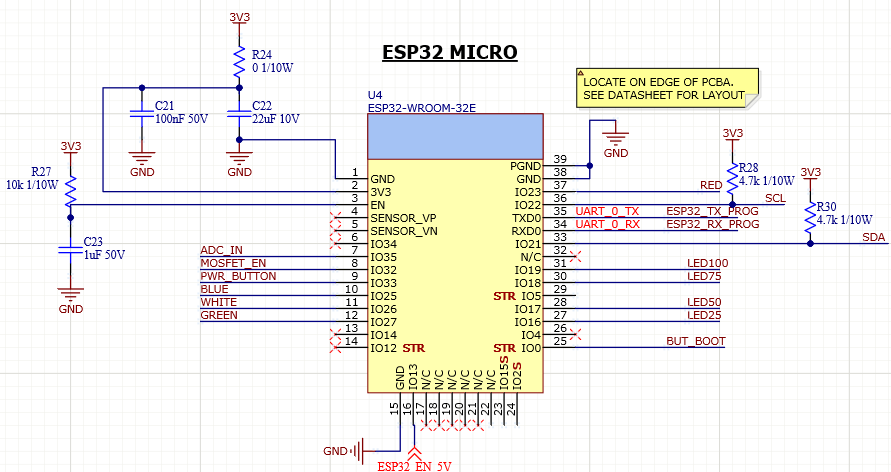 3V3
R24
0 1/10W
ESP32 MICRO
LOCATE ON EDGE OF PCBA.
SEE DATASHEET FOR LAYOUT
U4
ESP32-WROOM-32E
C21
100nF 50V
C22
22uF 10V
GND
GND
3V3
R27
10k 1/10W
C23
1uF 50V
GND
1 GND
2 3V3
3 EN
4 SENSOR_VP
5 SENSOR_VN
6 IO34
ADC_IN 7 IO35
MOSFET_EN 8 IO32
PWR_BUTTON 9 IO33
BLUE 10 IO25
WHITE 11 IO26
GREEN 12 IO27
13 IO14
14 IO12 STR
PGND 39
GND 38
GND
IO23 37 RED
IO22 36 SCL
TXD0 35 UART_0_TX ESP32_TX_PROG
RXD0 34 UART_0_RX ESP32_RX_PROG
IO21 33 SDA
N/C 32
IO19 31 LED100
IO18 30 LED75
STR IO5 29
IO17 28 LED50
IO16 27 LED25
IO4 26
STR IO0 25 BUT_BOOT
3V3
R28
4.7k 1/10W
3V3
R30
4.7k 1/10W
GND 15
IO13 16
N/C 17
N/C 18
N/C 19
N/C 20
N/C 21
N/C 22
IO15S 23
IO2S 24
GND
ESP32_EN_5V